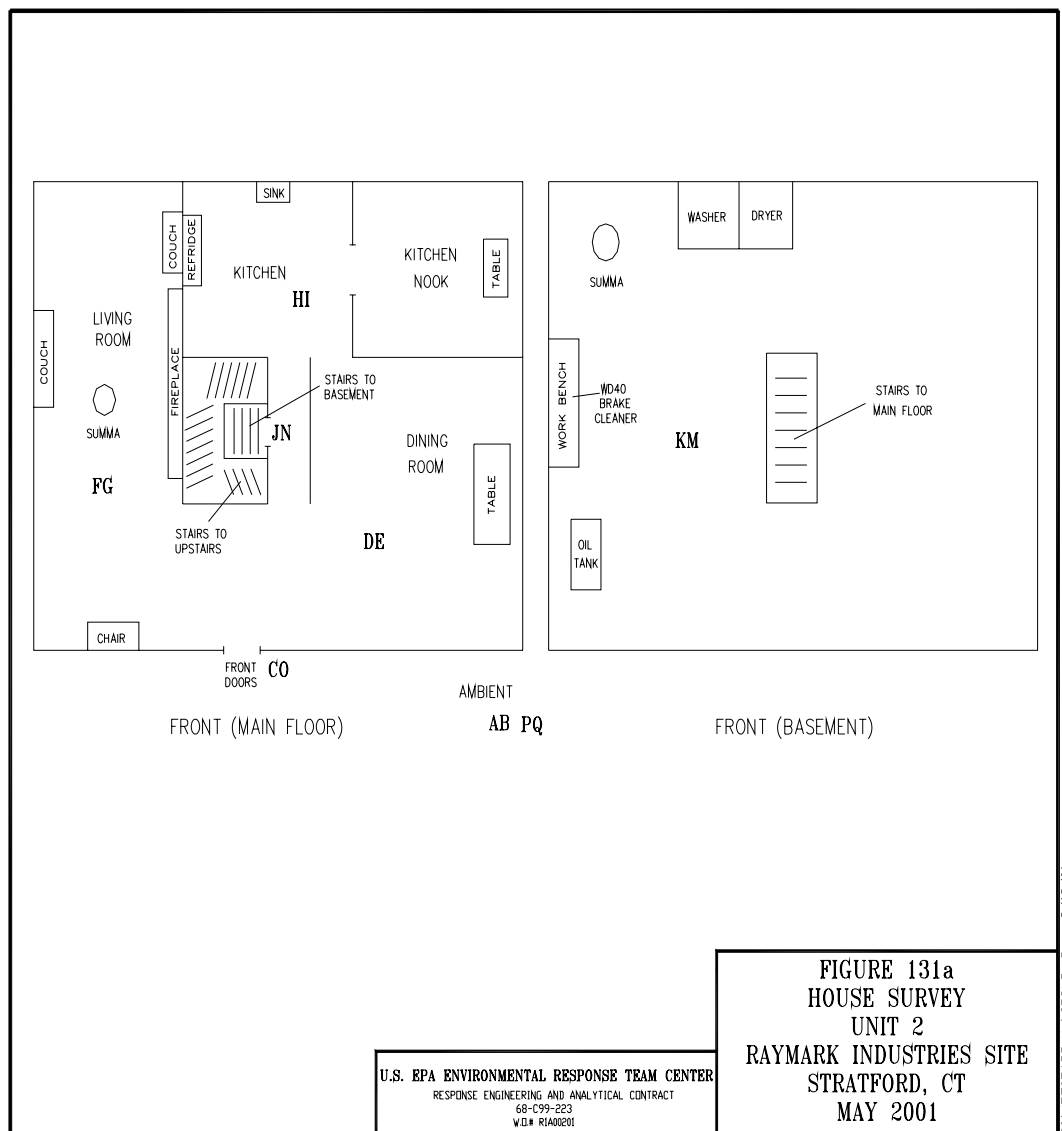 SINK
COUCH
REFRIDGE
KITCHEN
HI
KITCHEN
NOOK
TABLE
LIVING
ROOM
COUCH
SUMMA
FIREPLACE
STAIRS TO
BASEMENT
JN
FG
STAIRS TO
UPSTAIRS
DINING
ROOM
TABLE
DE
CHAIR
FRONT
DOORS
CO
FRONT (MAIN FLOOR)
AMBIENT
AB PQ
WASHER
DRYER
SUMMA
WORK BENCH
WD40
BRAKE
CLEANER
KM
STAIRS TO
MAIN FLOOR
OIL
TANK
FRONT (BASEMENT)
U.S. EPA ENVIRONMENTAL RESPONSE TEAM CENTER
RESPONSE ENGINEERING AND ANALYTICAL CONTRACT
68-C99-223
W.O.# R1A00201
FIGURE 131a
HOUSE SURVEY
UNIT 2
RAYMARK INDUSTRIES SITE
STRATFORD, CT
MAY 2001